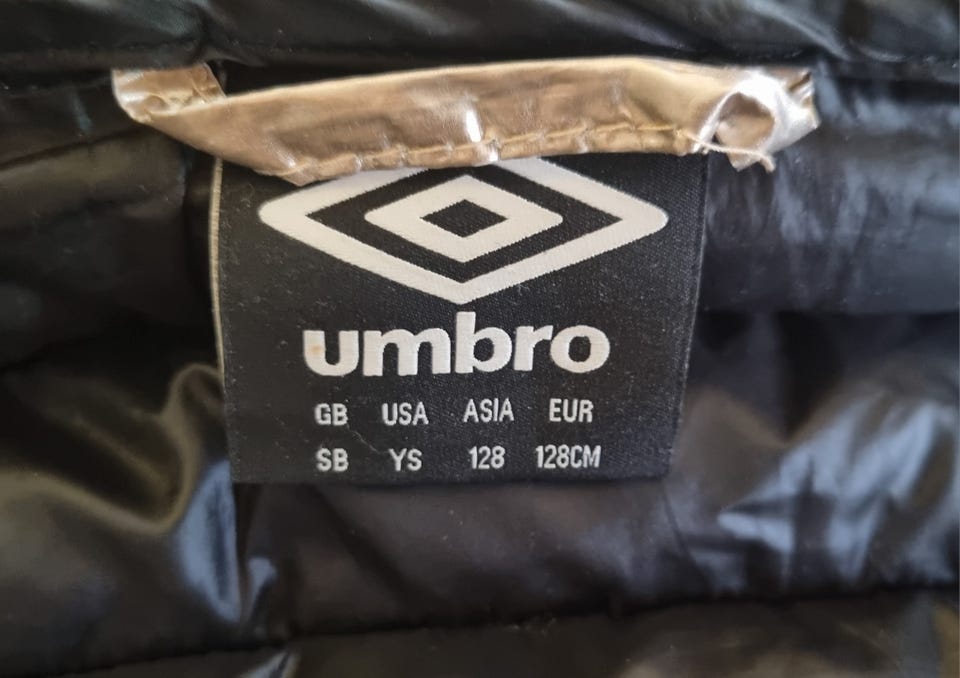 umbro
GB USA ASIA EUR
SB YS 128 128CM